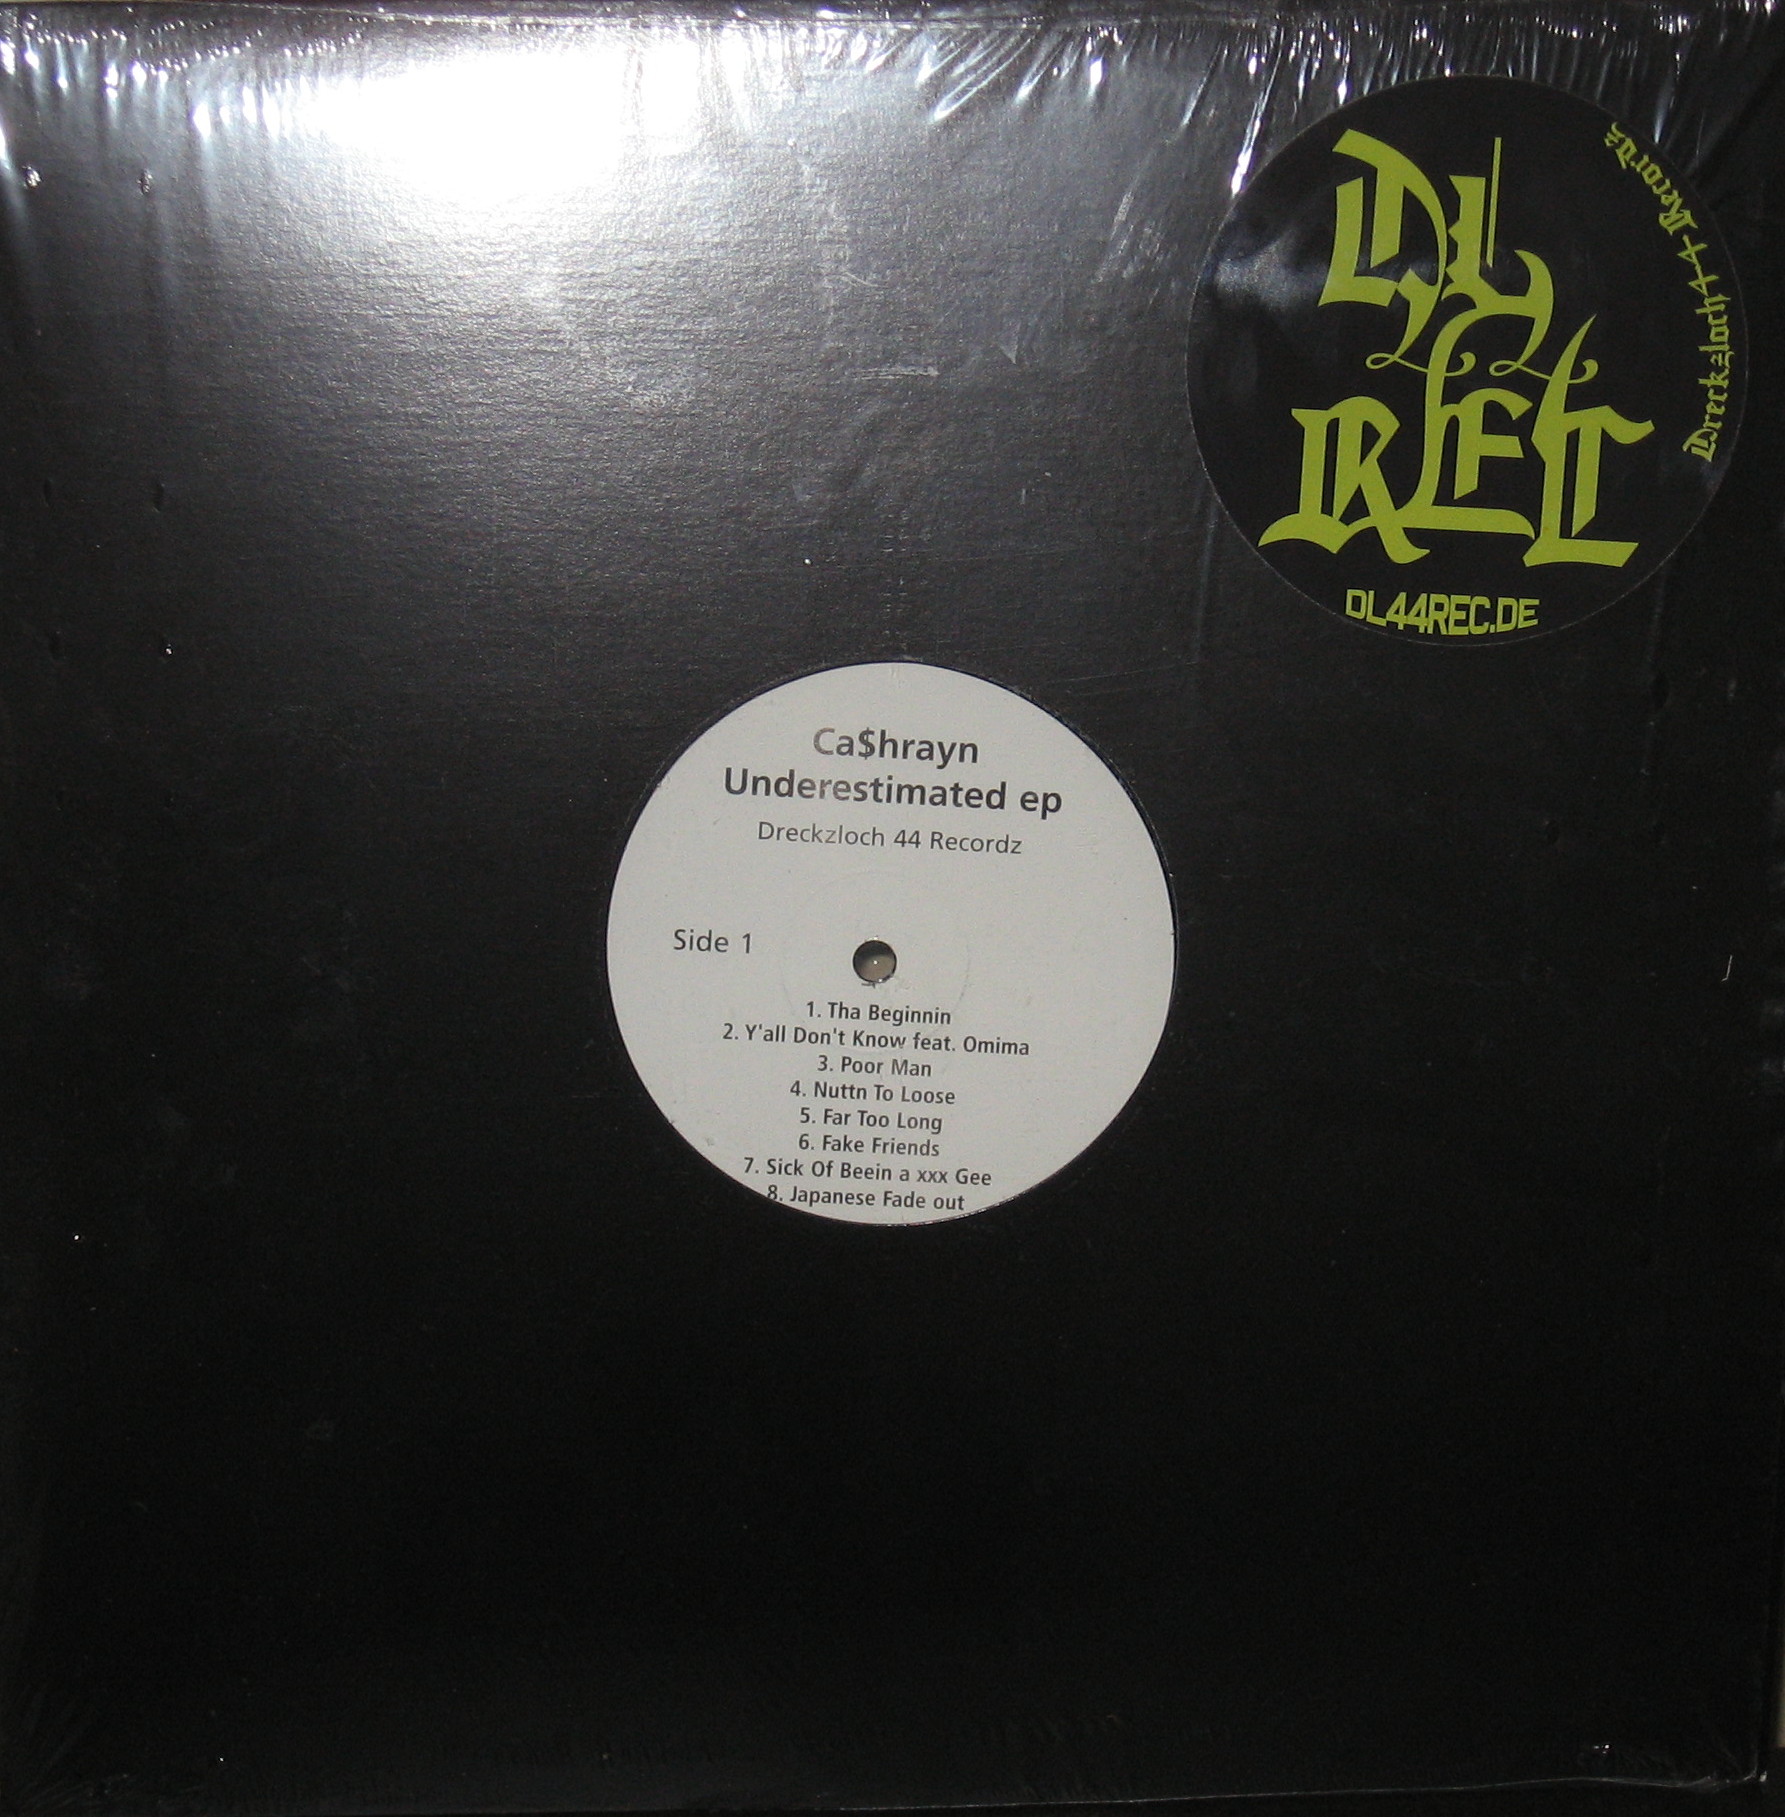 DL
44
REC
Dreckzloch44 Recordz
DL44REC.DE
Ca$hrayn
Underestimated ep
Dreckzloch 44 Recordz
Side 1
1. Tha Beginnin
2. Y'all Don't Know feat. Omima
3. Poor Man
4. Nuttn To Loose
5. Far Too Long
6. Fake Friends
7. Sick Of Beein a xxx Gee
8. Japanese Fade out